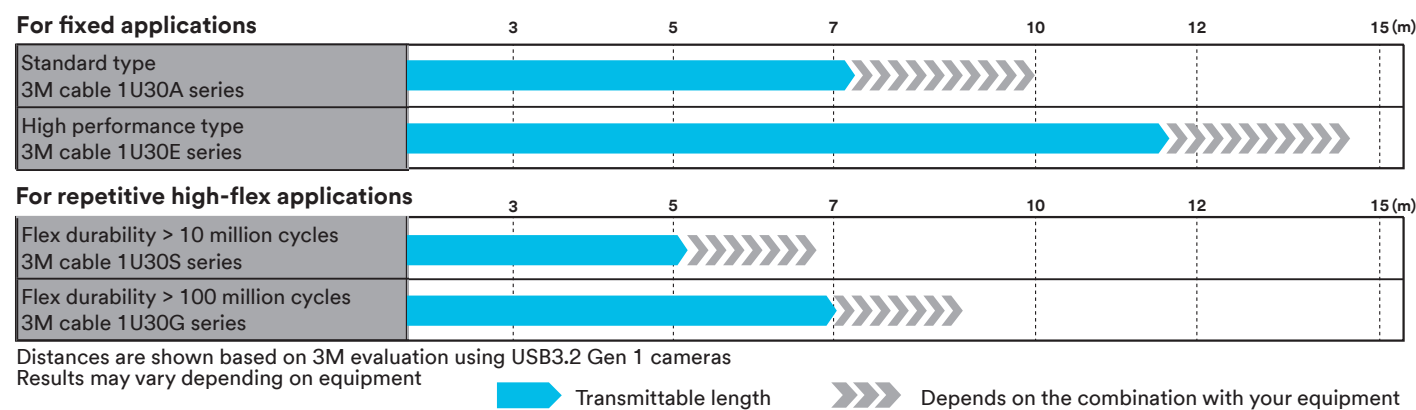 For fixed applications
3 5 7 10 12 15 (m)
Standard type
3M cable 1U30A series
High performance type
3M cable 1U30E series
For repetitive high-flex applications
3 5 7 10 12 15 (m)
Flex durability > 10 million cycles
3M cable 1U30S series
Flex durability > 100 million cycles
3M cable 1U30G series
Distances are shown based on 3M evaluation using USB3.2 Gen 1 cameras
Results may vary depending on equipment
Transmittable length
Depends on the combination with your equipment